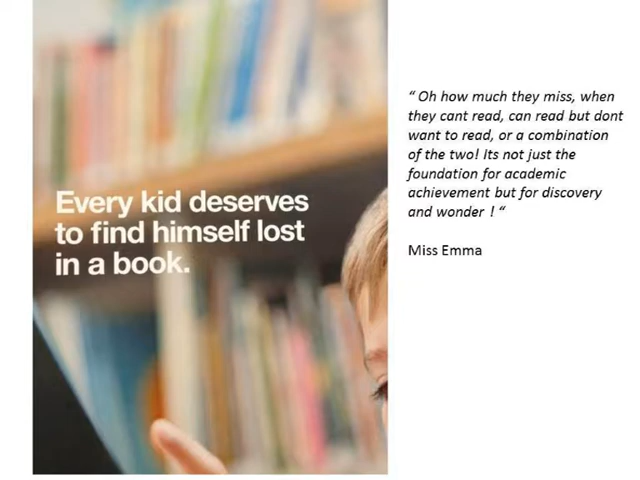 Every kid deserves
to find himself lost
in a book.
“ Oh how much they miss, when
they cant read, can read but dont
want to read, or a combination
of the two! its not just the
foundation for academic
achievement but for discovery
and wonder ! “
Miss Emma